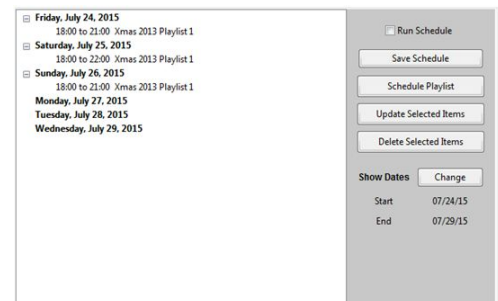 Friday, July 24, 2015
18:00 to 21:00 Xmas 2013 Playlist 1
Saturday, July 25, 2015
18:00 to 22:00 Xmas 2013 Playlist 1
Sunday, July 26, 2015
18:00 to 21:00 Xmas 2013 Playlist 1
Monday, July 27, 2015
Tuesday, July 28, 2015
Wednesday, July 29, 2015
Run Schedule
Save Schedule
Schedule Playlist
Update Selected Items
Delete Selected Items
Show Dates Change
Start 07/24/15
End 07/29/15